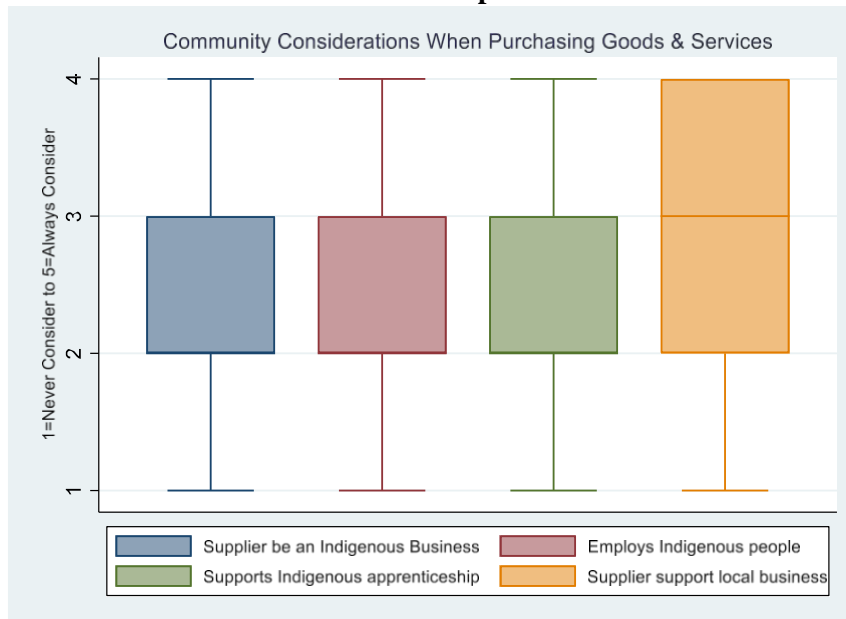 Community Considerations When Purchasing Goods & Services
1=Never Consider to 5=Always Consider
4
3
2
1
Supplier be an Indigenous Business
Employs Indigenous people
Supports Indigenous apprenticeship
Supplier support local business